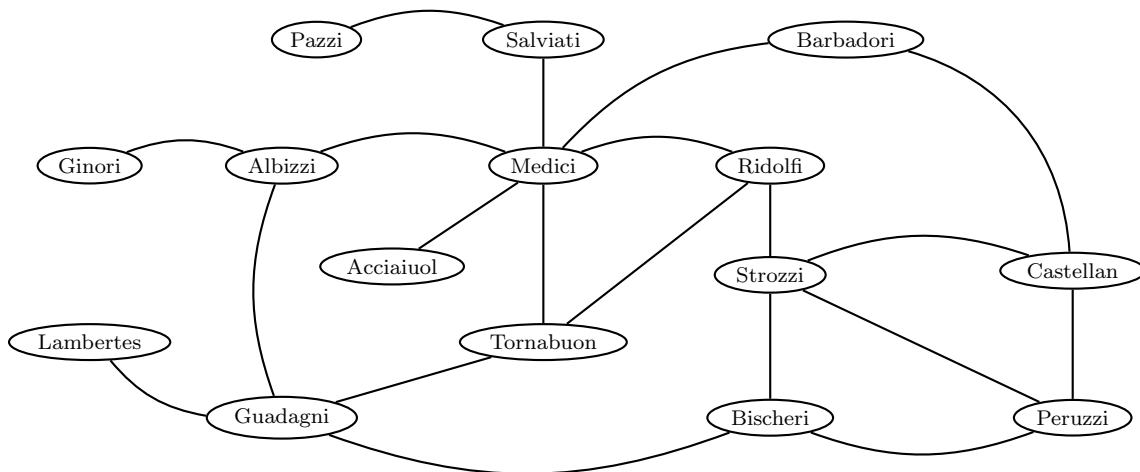 Pazzi
Salviati
Barbadori
Ginori
Albizzi
Medici
Ridolfi
Acciaiuol
Strozzi
Castellan
Lambertes
Tornabuon
Guadagni
Bischeri
Peruzzi